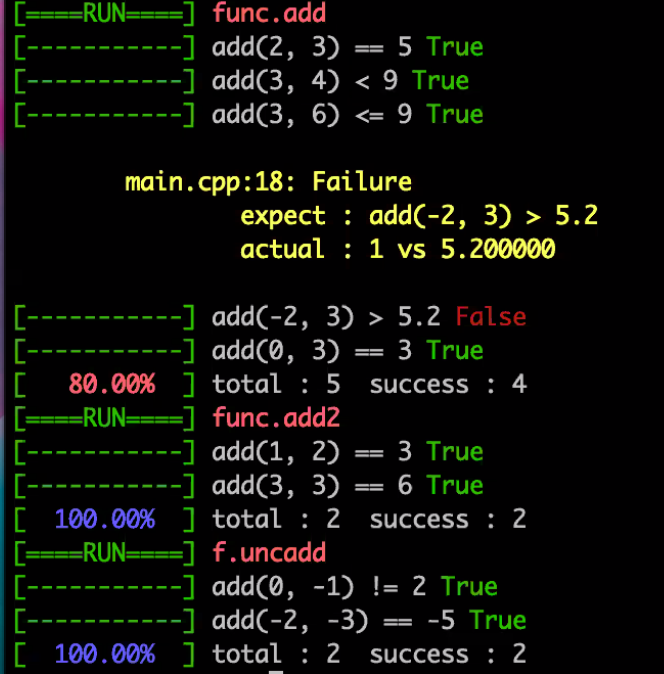 [====RUN====] func.add
[-----------] add(2, 3) == 5 True
[-----------] add(3, 4) < 9 True
[-----------] add(3, 6) <= 9 True
main.cpp:18: Failure
expect : add(-2, 3) > 5.2
actual : 1 vs 5.200000
[-----------] add(-2, 3) > 5.2 False
[-----------] add(0, 3) == 3 True
[   80.00%  ] total : 5  success : 4
[====RUN====] func.add2
[-----------] add(1, 2) == 3 True
[-----------] add(3, 3) == 6 True
[  100.00%  ] total : 2  success : 2
[====RUN====] f.uncadd
[-----------] add(0, -1) != 2 True
[-----------] add(-2, -3) == -5 True
[  100.00%  ] total : 2  success : 2